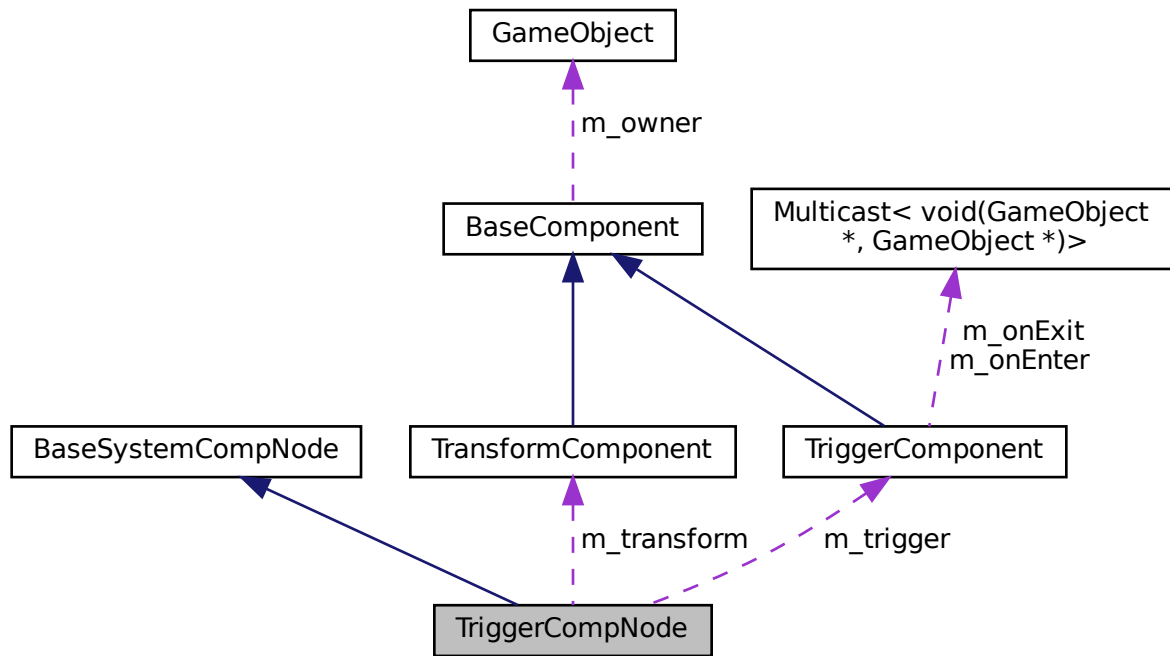 GameObject
m_owner
BaseComponent
Multicast< void(GameObject
*, GameObject *)>
m_onExit
m_onEnter
BaseSystemCompNode
TransformComponent
TriggerComponent
m_transform
m_trigger
TriggerCompNode